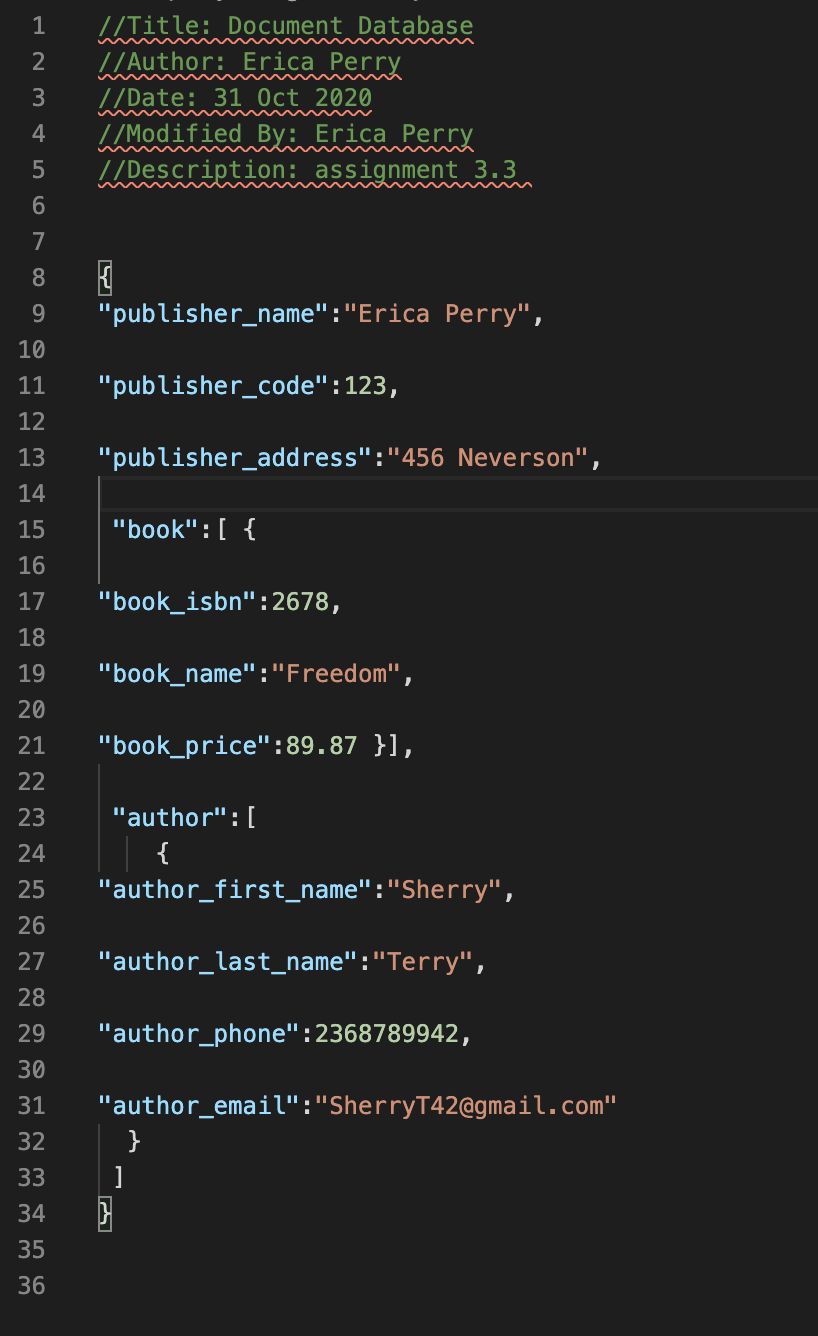 1 //Title: Document Database
2 //Author: Erica Perry
3 //Date: 31 Oct 2020
4 //Modified By: Erica Perry
5 //Description: assignment 3.3
6
7
8 {
9 "publisher_name":"Erica Perry",
10
11 "publisher_code":123,
12
13 "publisher_address":"456 Neverson",
14
15 "book":[ {
16
17 "book_isbn":2678,
18
19 "book_name":"Freedom",
20
21 "book_price":89.87 }],
22
23 "author":[
24 {
25 "author_first_name":"Sherry",
26
27 "author_last_name":"Terry",
28
29 "author_phone":2368789942,
30
31 "author_email":"SherryT42@gmail.com"
32 }
33 ]
34 }
35
36